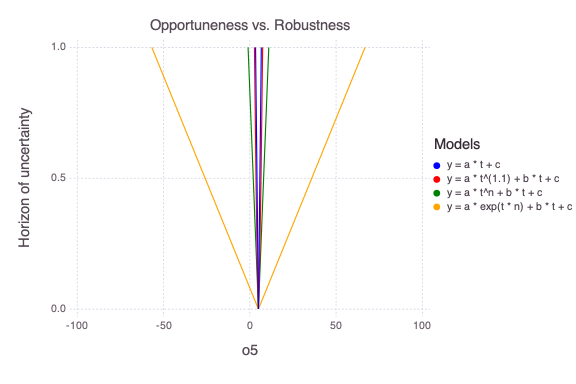 Opportuneness vs. Robustness
Horizon of uncertainty
1.0
0.5
0.0
-100
-50
0
50
100
o5
Models
y = a * t + c
y = a * t^(1.1) + b * t + c
y = a * t^n + b * t + c
y = a * exp(t * n) + b * t + c